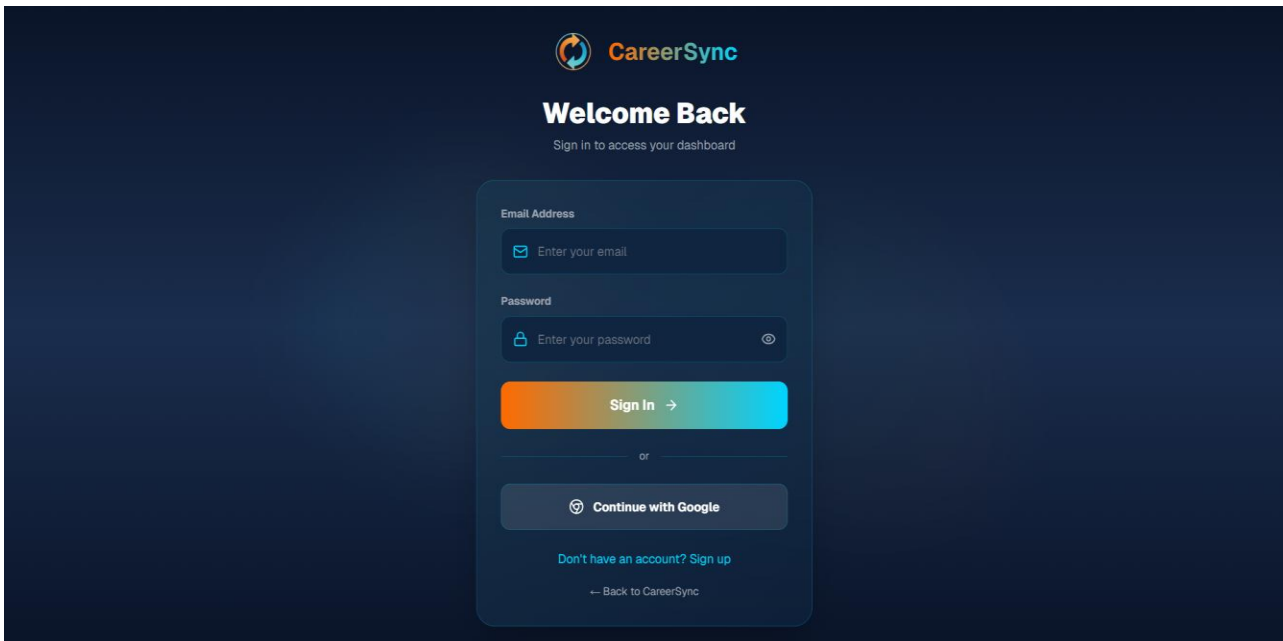 CareerSync
Welcome Back
Sign in to access your dashboard
Email Address
Enter your email
Password
Enter your password
Sign In →
or
Continue with Google
Don't have an account? Sign up
← Back to CareerSync